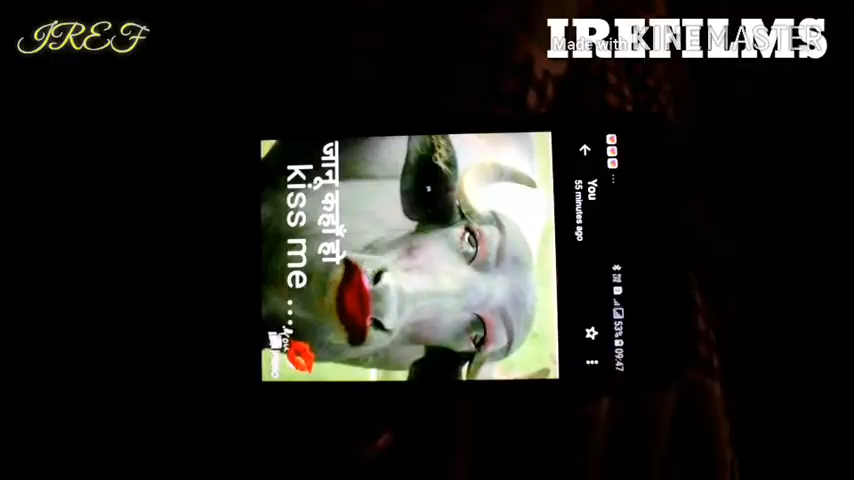 IREF
IREFILMS
Made with KINEMASTER
You
55 minutes ago
53% 09:47
जानू कहाँ हो
kiss me ...